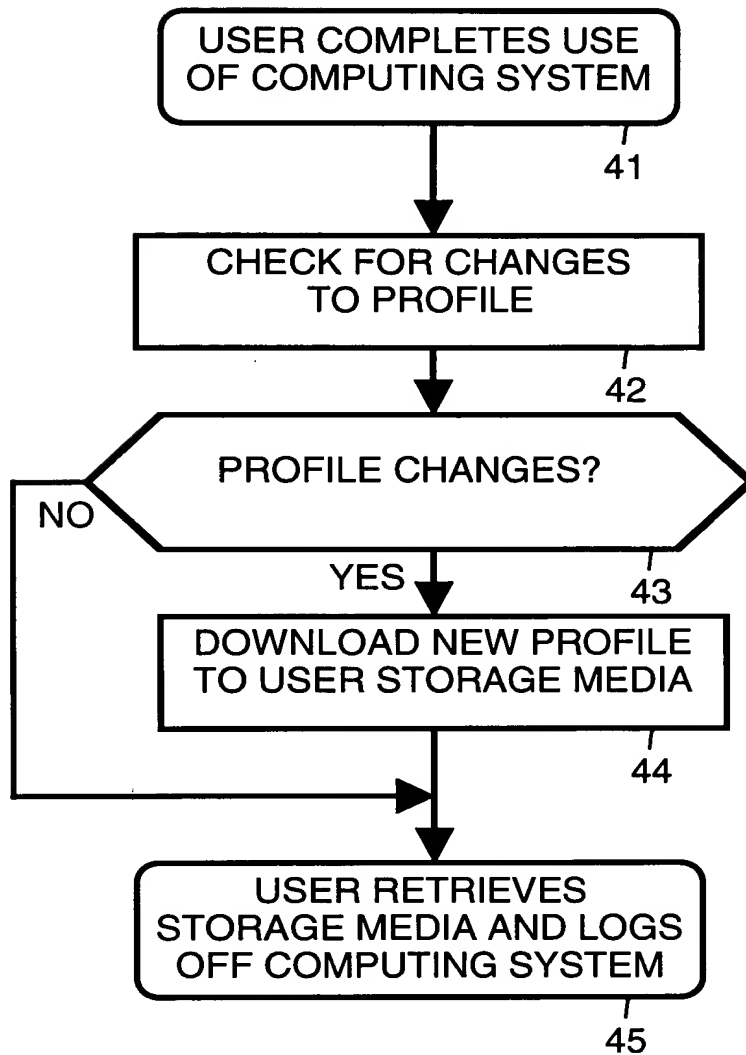 USER COMPLETES USE
OF COMPUTING SYSTEM
41
CHECK FOR CHANGES
TO PROFILE
42
PROFILE CHANGES?
NO
43
YES
DOWNLOAD NEW PROFILE
TO USER STORAGE MEDIA
44
USER RETRIEVES
STORAGE MEDIA AND LOGS
OFF COMPUTING SYSTEM
45